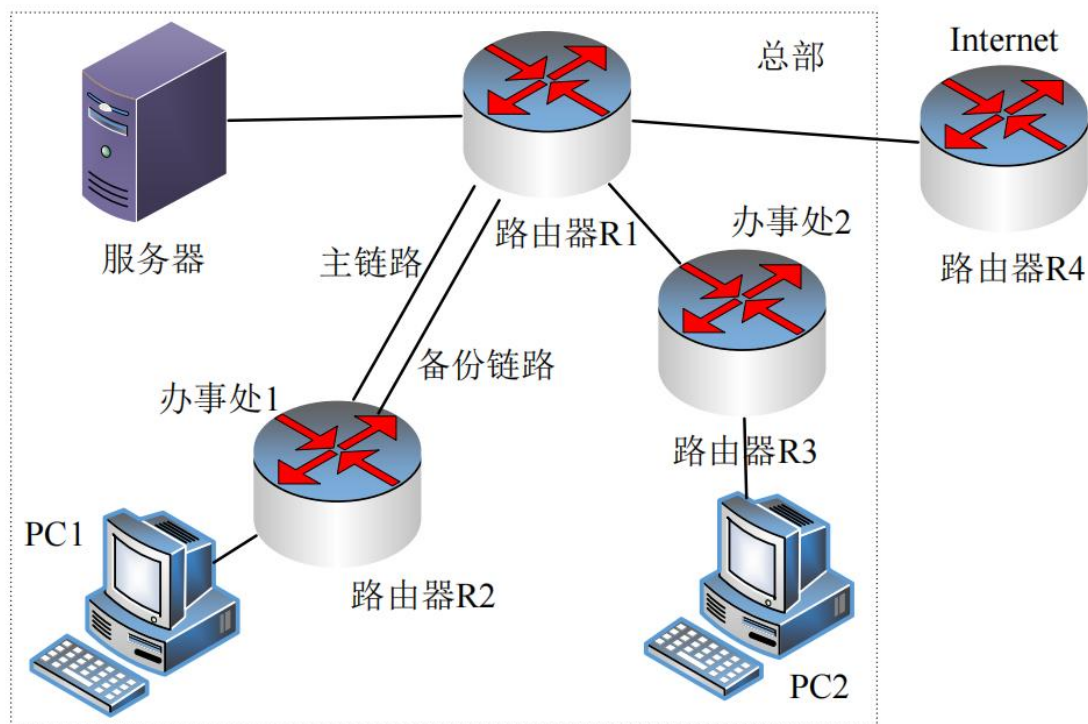 总部
Internet
服务器
路由器R1
办事处2
路由器R4
主链路
备份链路
办事处1
路由器R3
PC1
路由器R2
PC2